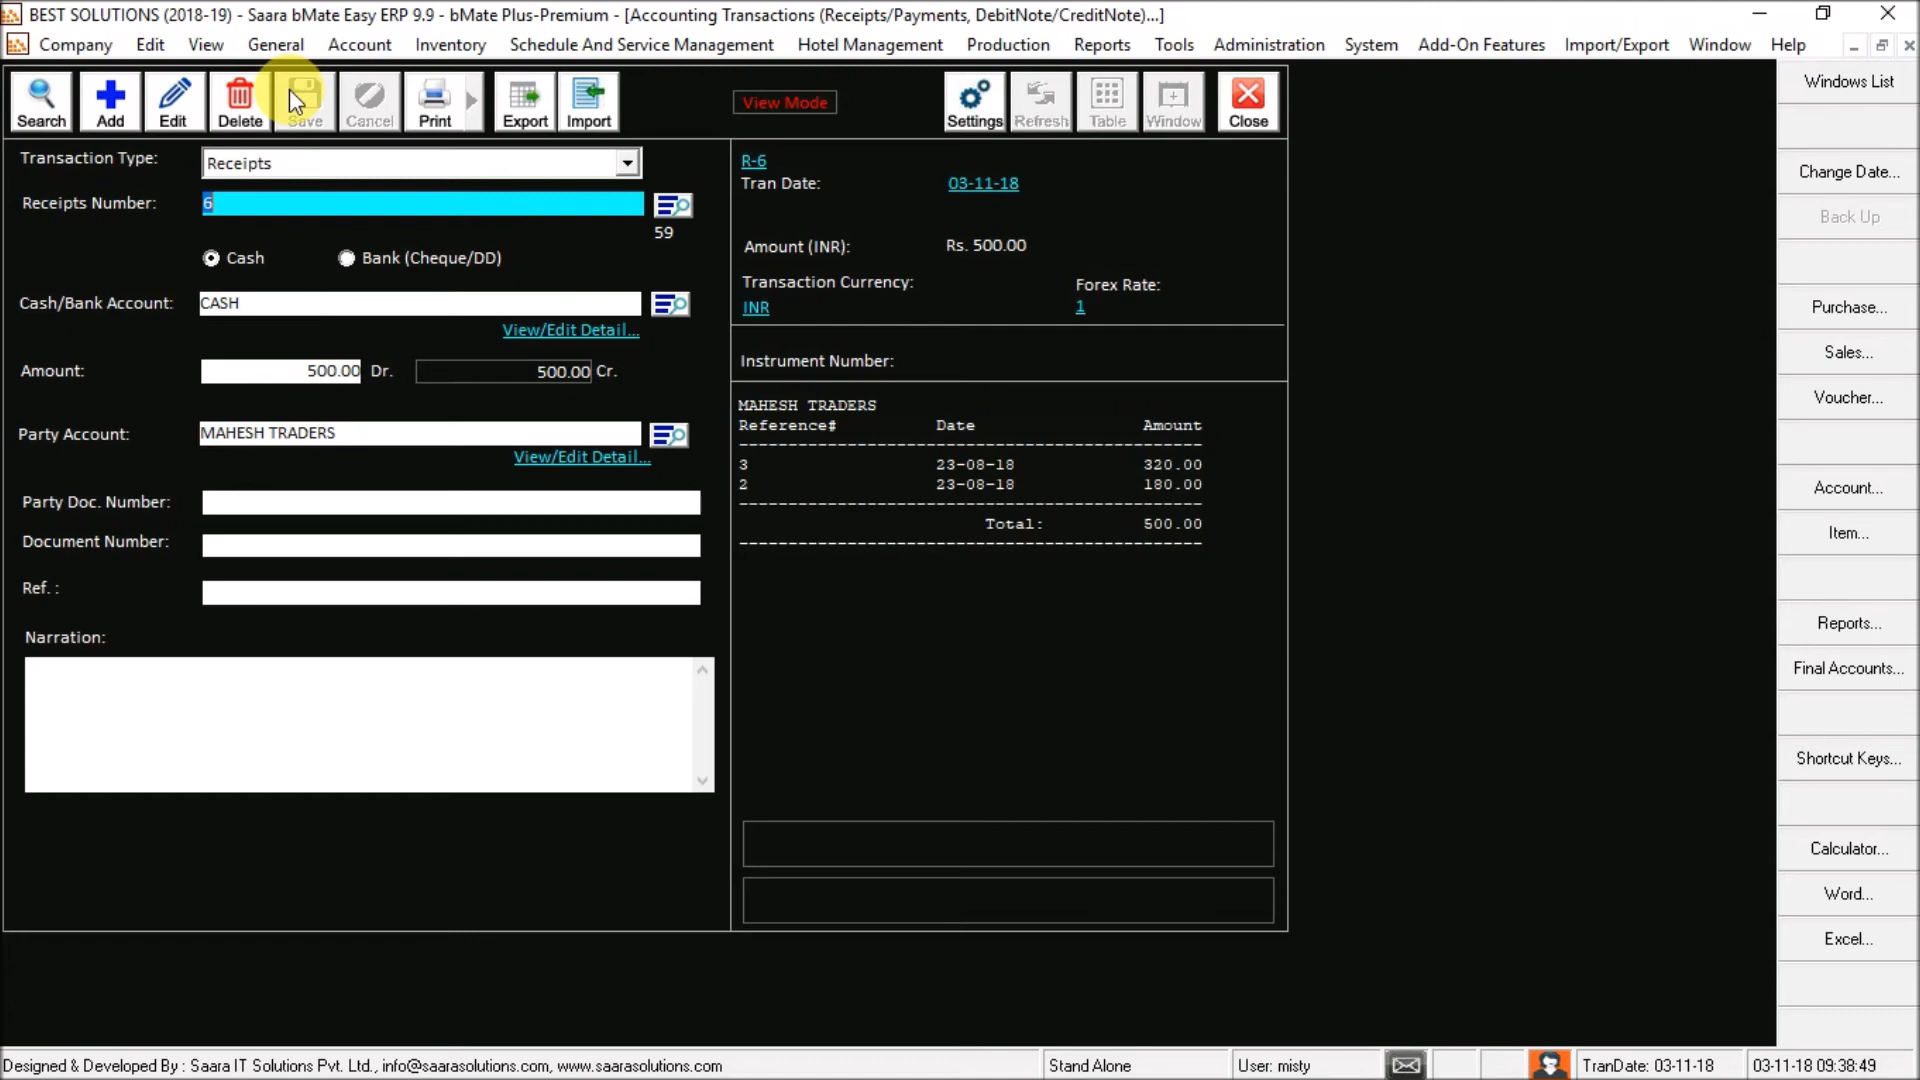 BEST SOLUTIONS (2018-19) - Saara bMate Easy ERP 9.9 - bMate Plus-Premium - [Accounting Transactions (Receipts/Payments, DebitNote/CreditNote)...]
Company Edit View General Account Inventory Schedule And Service Management Hotel Management Production Reports Tools Administration System Add-On Features Import/Export Window Help
Search Add Edit Delete Save Cancel Print Export Import
View Mode
Settings Refresh Table Window Close
Transaction Type: Receipts
Receipts Number: 6
59
Cash Bank (Cheque/DD)
Cash/Bank Account: CASH
View/Edit Detail...
Amount: 500.00 Dr. 500.00 Cr.
Party Account: MAHESH TRADERS
View/Edit Detail...
Party Doc. Number:
Document Number:
Ref. :
Narration:
R-6
Tran Date: 03-11-18
Amount (INR): Rs. 500.00
Transaction Currency: Forex Rate:
INR 1
Instrument Number:
MAHESH TRADERS
Reference# Date Amount
3 23-08-18 320.00
2 23-08-18 180.00
Total: 500.00
Windows List
Change Date...
Back Up
Purchase...
Sales...
Voucher...
Account...
Item...
Reports...
Final Accounts...
Shortcut Keys...
Calculator...
Word...
Excel...
Designed & Developed By : Saara IT Solutions Pvt. Ltd., info@saarasolutions.com, www.saarasolutions.com
Stand Alone
User: misty
TranDate: 03-11-18
03-11-18 09:38:49